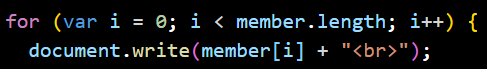 for (var i = 0; i < member.length; i++) {
document.write(member[i] + "<br>");